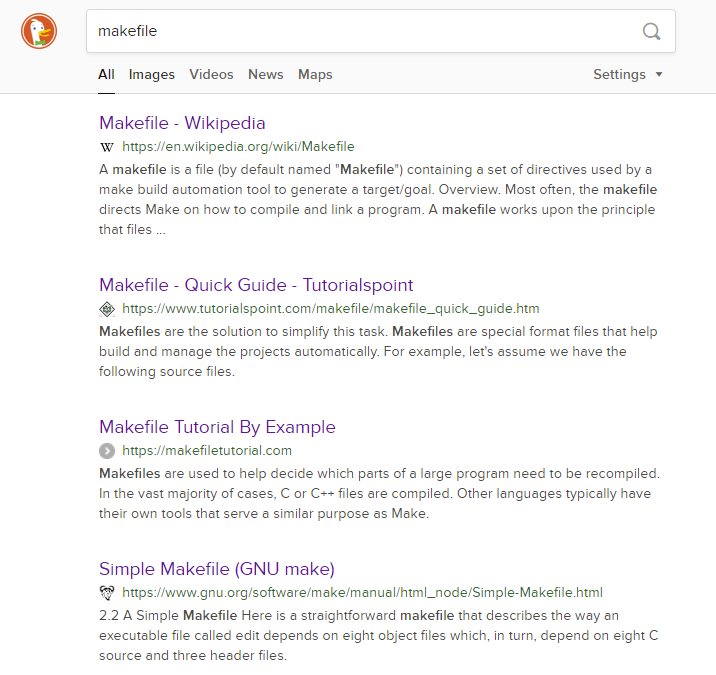 makefile
All Images Videos News Maps Settings
Makefile - Wikipedia
W https://en.wikipedia.org/wiki/Makefile
A makefile is a file (by default named "Makefile") containing a set of directives used by a
make build automation tool to generate a target/goal. Overview. Most often, the makefile
directs Make on how to compile and link a program. A makefile works upon the principle
that files ...
Makefile - Quick Guide - Tutorialspoint
https://www.tutorialspoint.com/makefile/makefile_quick_guide.htm
Makefiles are the solution to simplify this task. Makefiles are special format files that help
build and manage the projects automatically. For example, let's assume we have the
following source files.
Makefile Tutorial By Example
https://makefiletutorial.com
Makefiles are used to help decide which parts of a large program need to be recompiled.
In the vast majority of cases, C or C++ files are compiled. Other languages typically have
their own tools that serve a similar purpose as Make.
Simple Makefile (GNU make)
https://www.gnu.org/software/make/manual/html_node/Simple-Makefile.html
2.2 A Simple Makefile Here is a straightforward makefile that describes the way an
executable file called edit depends on eight object files which, in turn, depend on eight C
source and three header files.